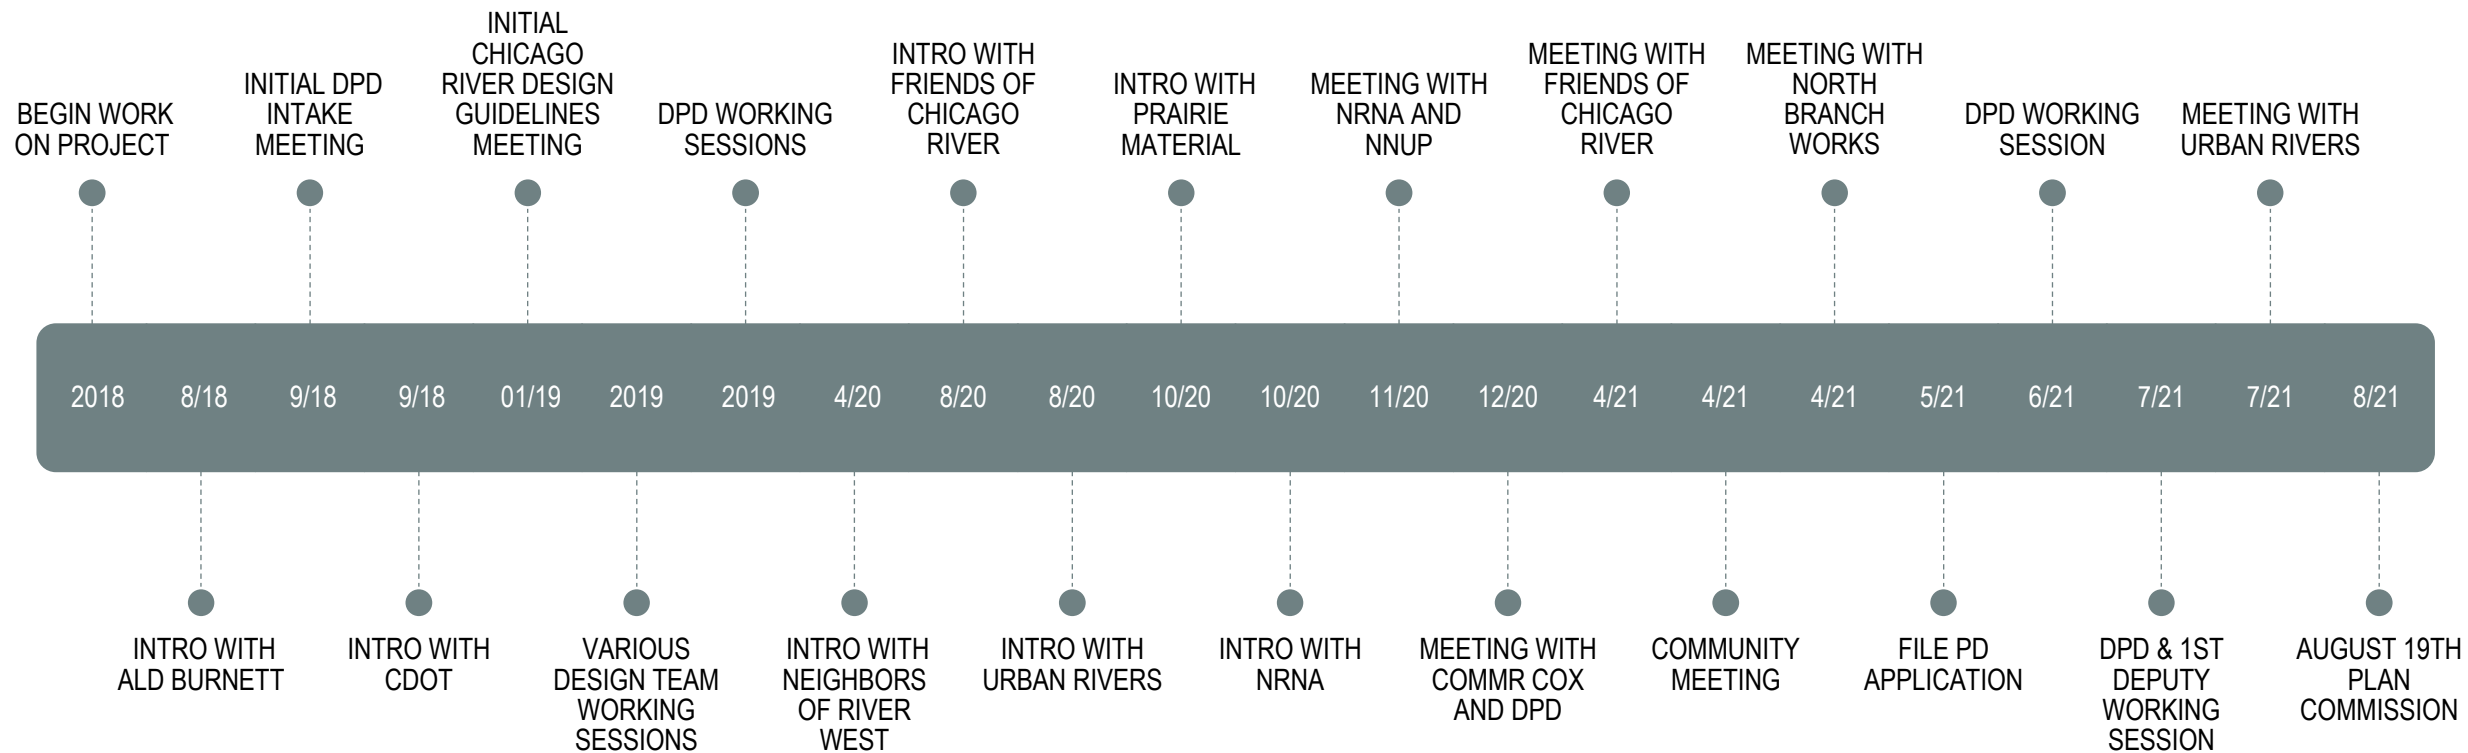 BEGIN WORK
ON PROJECT
INITIAL DPD
INTAKE
MEETING
INITIAL
CHICAGO
RIVER DESIGN
GUIDELINES
MEETING
DPD WORKING
SESSIONS
INTRO WITH
FRIENDS OF
CHICAGO
RIVER
INTRO WITH
PRAIRIE
MATERIAL
MEETING WITH
NRNA AND
NNUP
MEETING WITH
FRIENDS OF
CHICAGO
RIVER
MEETING WITH
NORTH
BRANCH
WORKS
DPD WORKING
SESSION
MEETING WITH
URBAN RIVERS
2018 8/18 9/18 9/18 01/19 2019 2019 4/20 8/20 8/20 10/20 10/20 11/20 12/20 4/21 4/21 4/21 5/21 6/21 7/21 7/21 8/21
INTRO WITH
ALD BURNETT
INTRO WITH
CDOT
VARIOUS
DESIGN TEAM
WORKING
SESSIONS
INTRO WITH
NEIGHBORS
OF RIVER
WEST
INTRO WITH
URBAN RIVERS
INTRO WITH
NRNA
MEETING WITH
COMMR COX
AND DPD
COMMUNITY
MEETING
FILE PD
APPLICATION
DPD & 1ST
DEPUTY
WORKING
SESSION
AUGUST 19TH
PLAN
COMMISSION